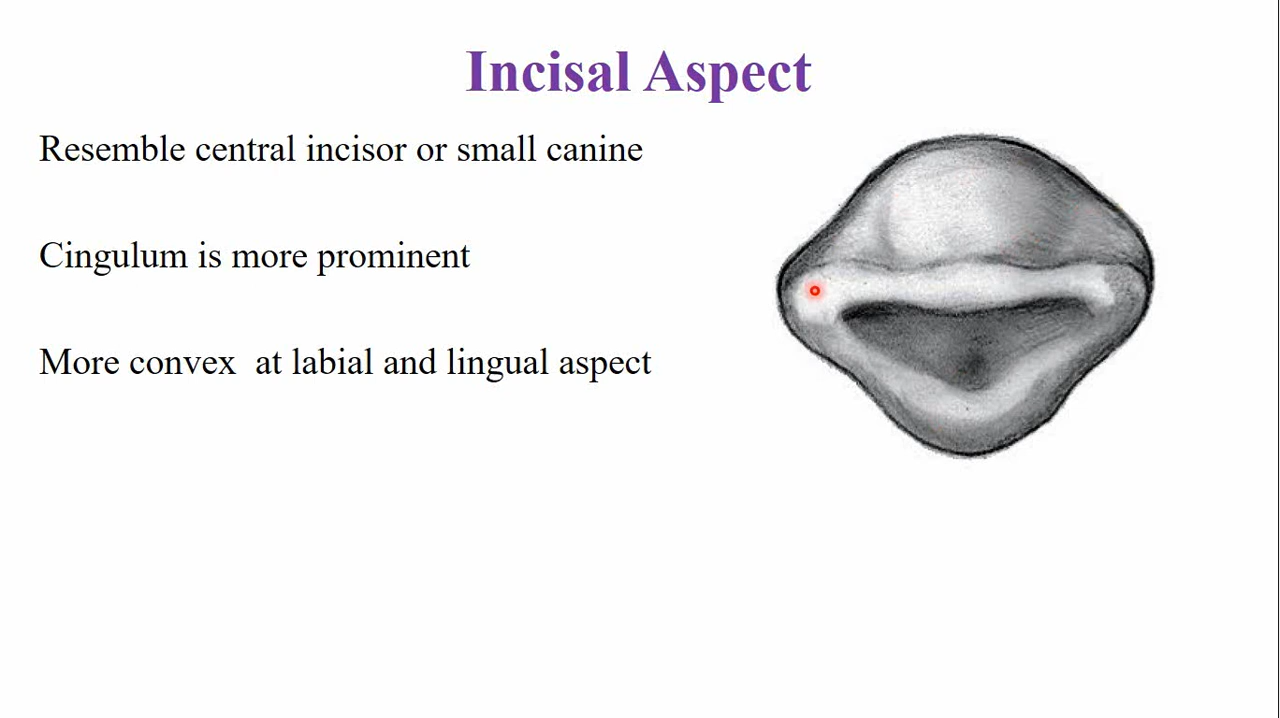 Incisal Aspect
Resemble central incisor or small canine
Cingulum is more prominent
More convex  at labial and lingual aspect